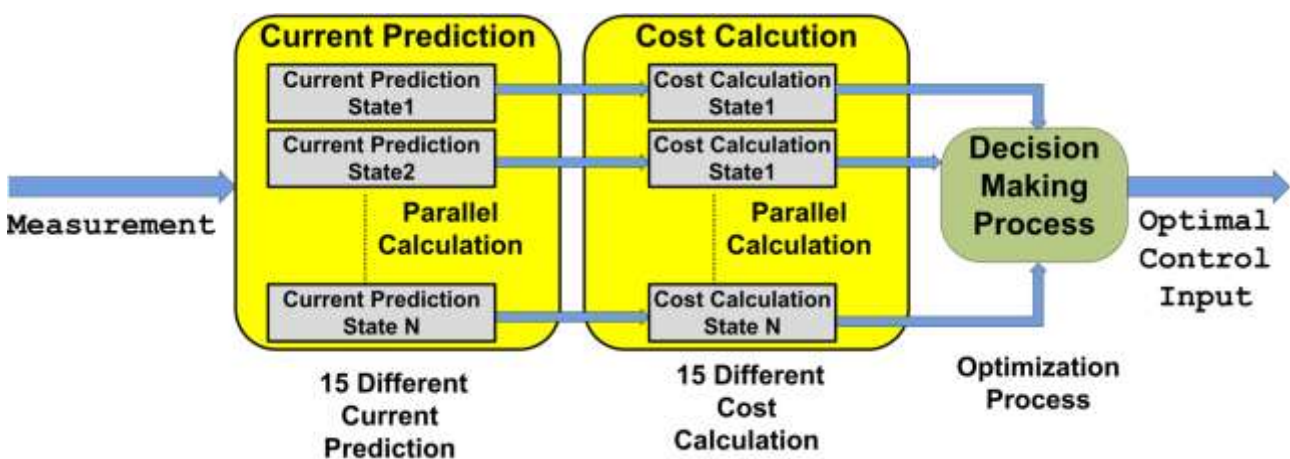 Current Prediction
Cost Calcution
Current Prediction
State1
Cost Calculation
State1
Current Prediction
State2
Cost Calculation
State1
Decision
Making
Process
Measurement
Parallel
Calculation
Parallel
Calculation
Optimal
Control
Input
Current Prediction
State N
Cost Calculation
State N
15 Different
Current
Prediction
15 Different
Cost
Calculation
Optimization
Process